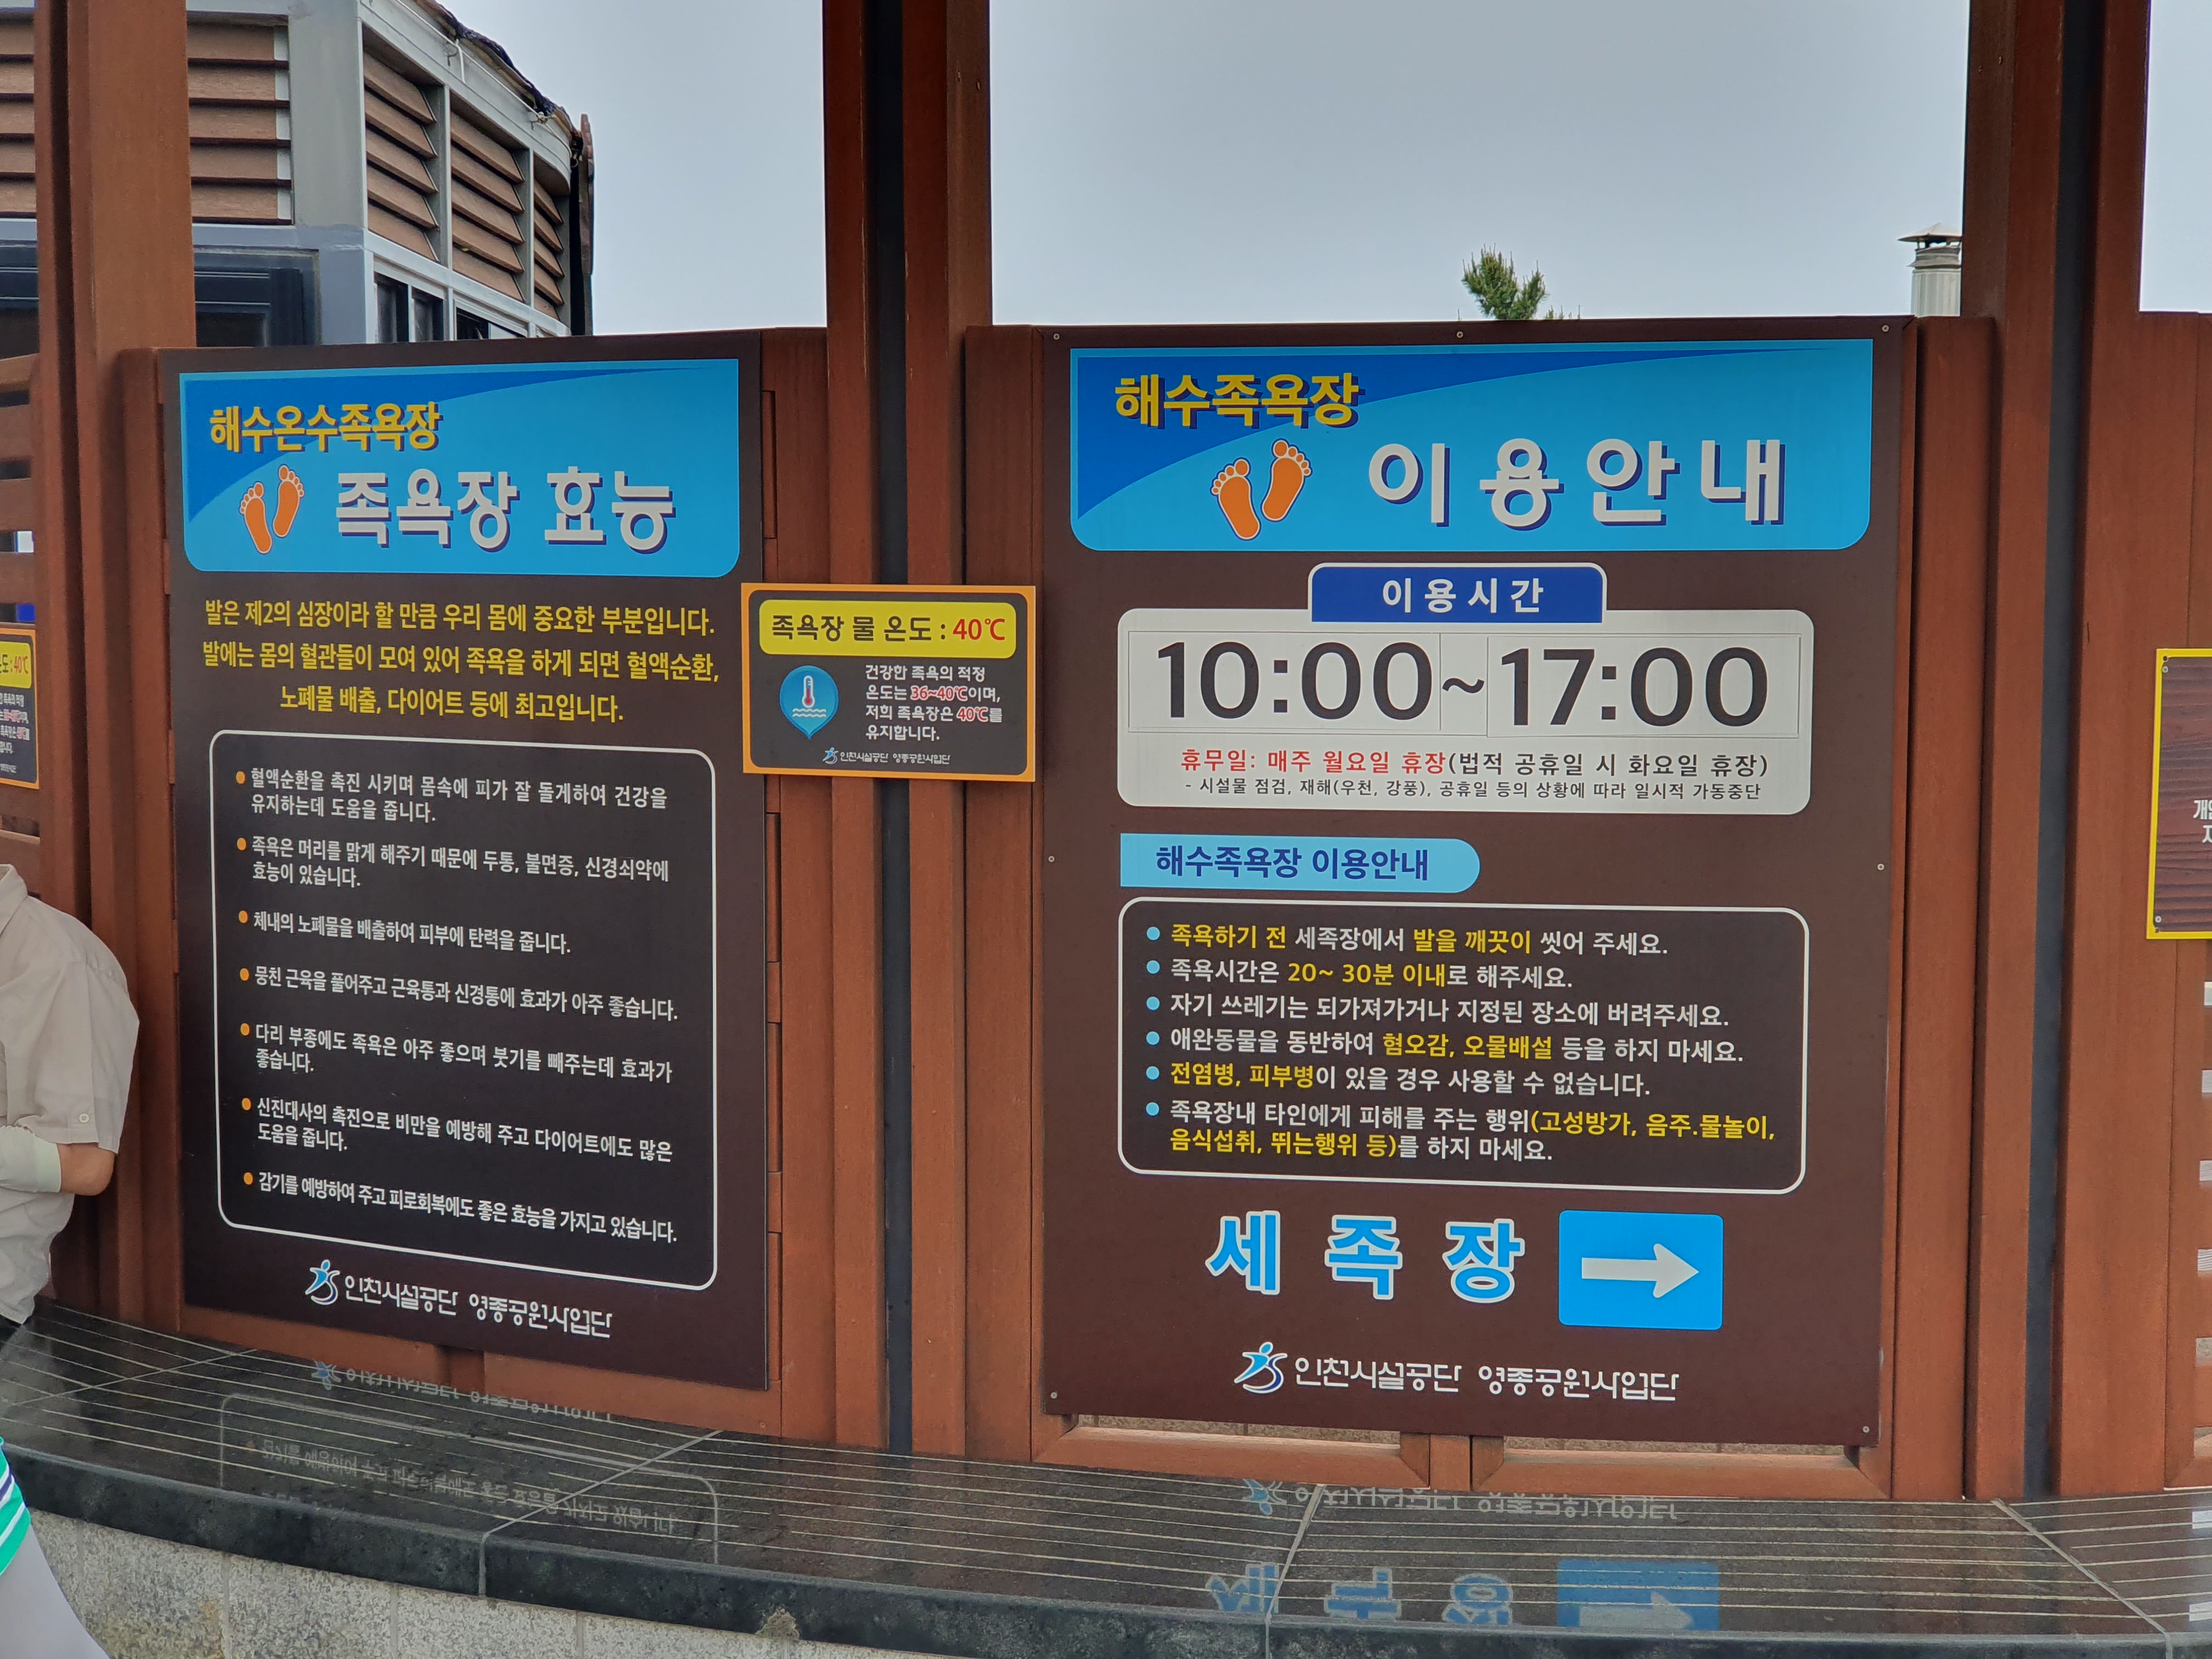 해수온수족욕장
족욕장 효능
발은 제2의 심장이라 할 만큼 우리 몸에 중요한 부분입니다.
발에는 몸의 혈관들이 모여 있어 족욕을 하게 되면 혈액순환,
노폐물 배출, 다이어트 등에 최고입니다.
혈액순환을 촉진 시키며 몸속에 피가 잘 돌게하여 건강을
유지하는데 도움을 줍니다.
족욕은 머리를 맑게 해주기 때문에 두통, 불면증, 신경쇠약에
효능이 있습니다.
체내의 노폐물을 배출하여 피부에 탄력을 줍니다.
뭉친 근육을 풀어주고 근육통과 신경통에 효과가 아주 좋습니다.
다리 부종에도 족욕은 아주 좋으며 붓기를 빼주는데 효과가
좋습니다.
신진대사의 촉진으로 비만을 예방해 주고 다이어트에도 많은
도움을 줍니다.
감기를 예방하여 주고 피로회복에도 좋은 효능을 가지고 있습니다.
인천시설공단 영종공원사업단
족욕장 물 온도 : 40℃
건강한 족욕의 적정
온도는 36~40℃이며,
저희 족욕장은 40℃를
유지합니다.
인천시설공단 영종공원사업단
해수족욕장
이용안내
이용시간
10:00~17:00
휴무일: 매주 월요일 휴장(법적 공휴일 시 화요일 휴장)
- 시설물 점검, 재해(우천, 강풍), 공휴일 등의 상황에 따라 일시적 가동중단
해수족욕장 이용안내
족욕하기 전 세족장에서 발을 깨끗이 씻어 주세요.
족욕시간은 20~ 30분 이내로 해주세요.
자기 쓰레기는 되가져가거나 지정된 장소에 버려주세요.
애완동물을 동반하여 혐오감, 오물배설 등을 하지 마세요.
전염병, 피부병이 있을 경우 사용할 수 없습니다.
족욕장내 타인에게 피해를 주는 행위(고성방가, 음주.물놀이,
음식섭취, 뛰는행위 등)를 하지 마세요.
세족장
인천시설공단 영종공원사업단